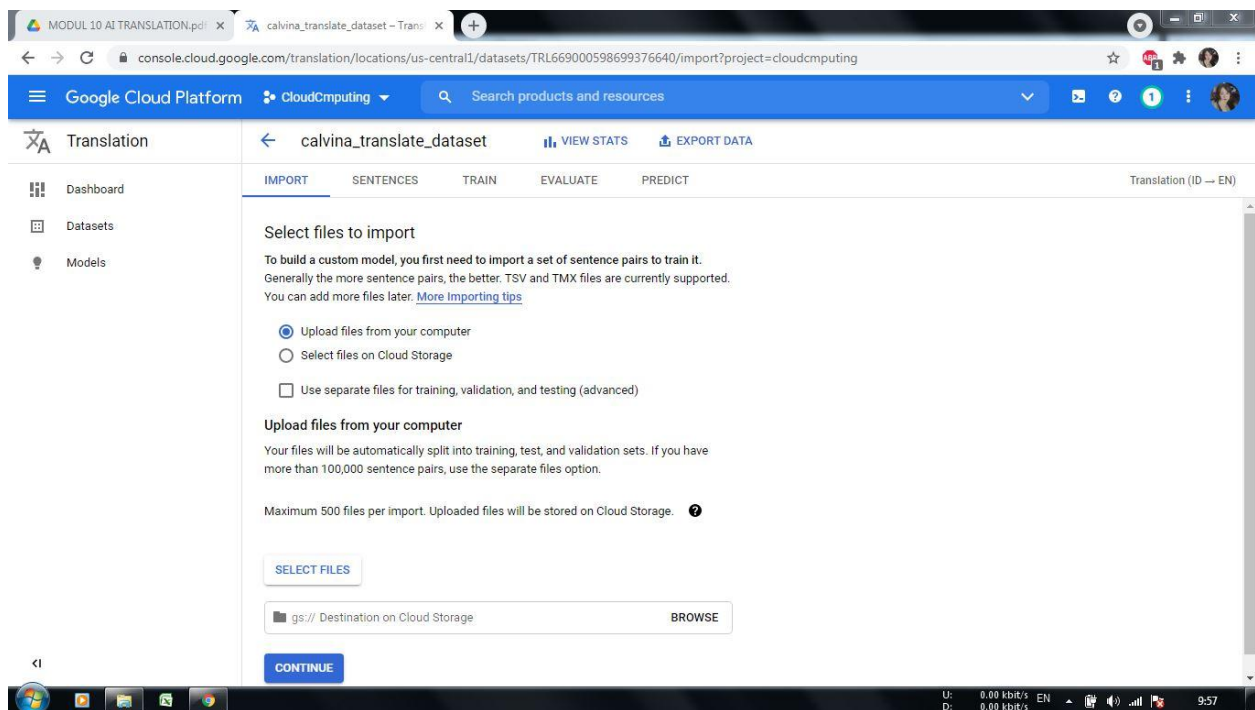 MODUL 10 AI TRANSLATION.pdf
calvina_translate_dataset – Trans
console.cloud.google.com/translation/locations/us-central1/datasets/TRL669000598699376640/import?project=cloudcmputing
ABP
1
Google Cloud Platform
CloudCmputing
Search products and resources
1
Translation
calvina_translate_dataset
VIEW STATS
EXPORT DATA
IMPORT SENTENCES TRAIN EVALUATE PREDICT
Translation (ID → EN)
Dashboard
Datasets
Models
Select files to import
To build a custom model, you first need to import a set of sentence pairs to train it.
Generally the more sentence pairs, the better. TSV and TMX files are currently supported.
You can add more files later. More Importing tips
Upload files from your computer
Select files on Cloud Storage
Use separate files for training, validation, and testing (advanced)
Upload files from your computer
Your files will be automatically split into training, test, and validation sets. If you have
more than 100,000 sentence pairs, use the separate files option.
Maximum 500 files per import. Uploaded files will be stored on Cloud Storage.
SELECT FILES
gs:// Destination on Cloud Storage
BROWSE
CONTINUE
U: 0.00 kbit/s
D: 0.00 kbit/s
EN
9:57